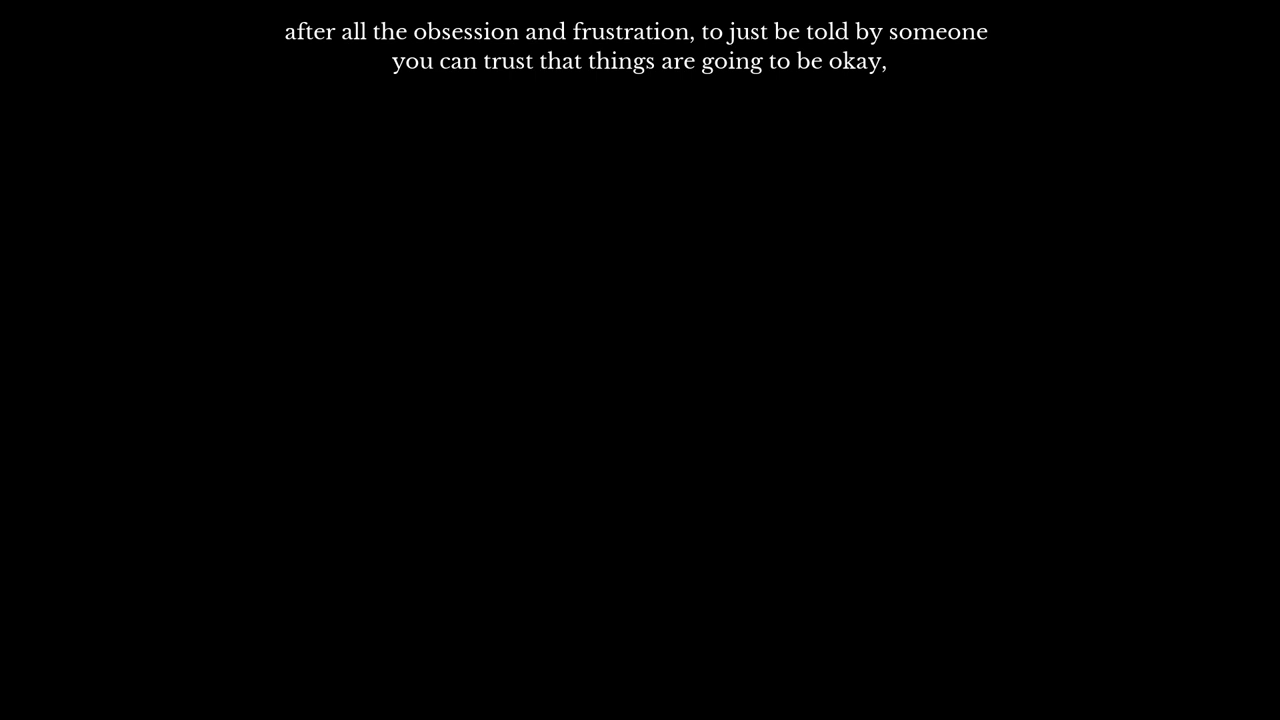 after all the obsession and frustration, to just be told by someone
you can trust that things are going to be okay,